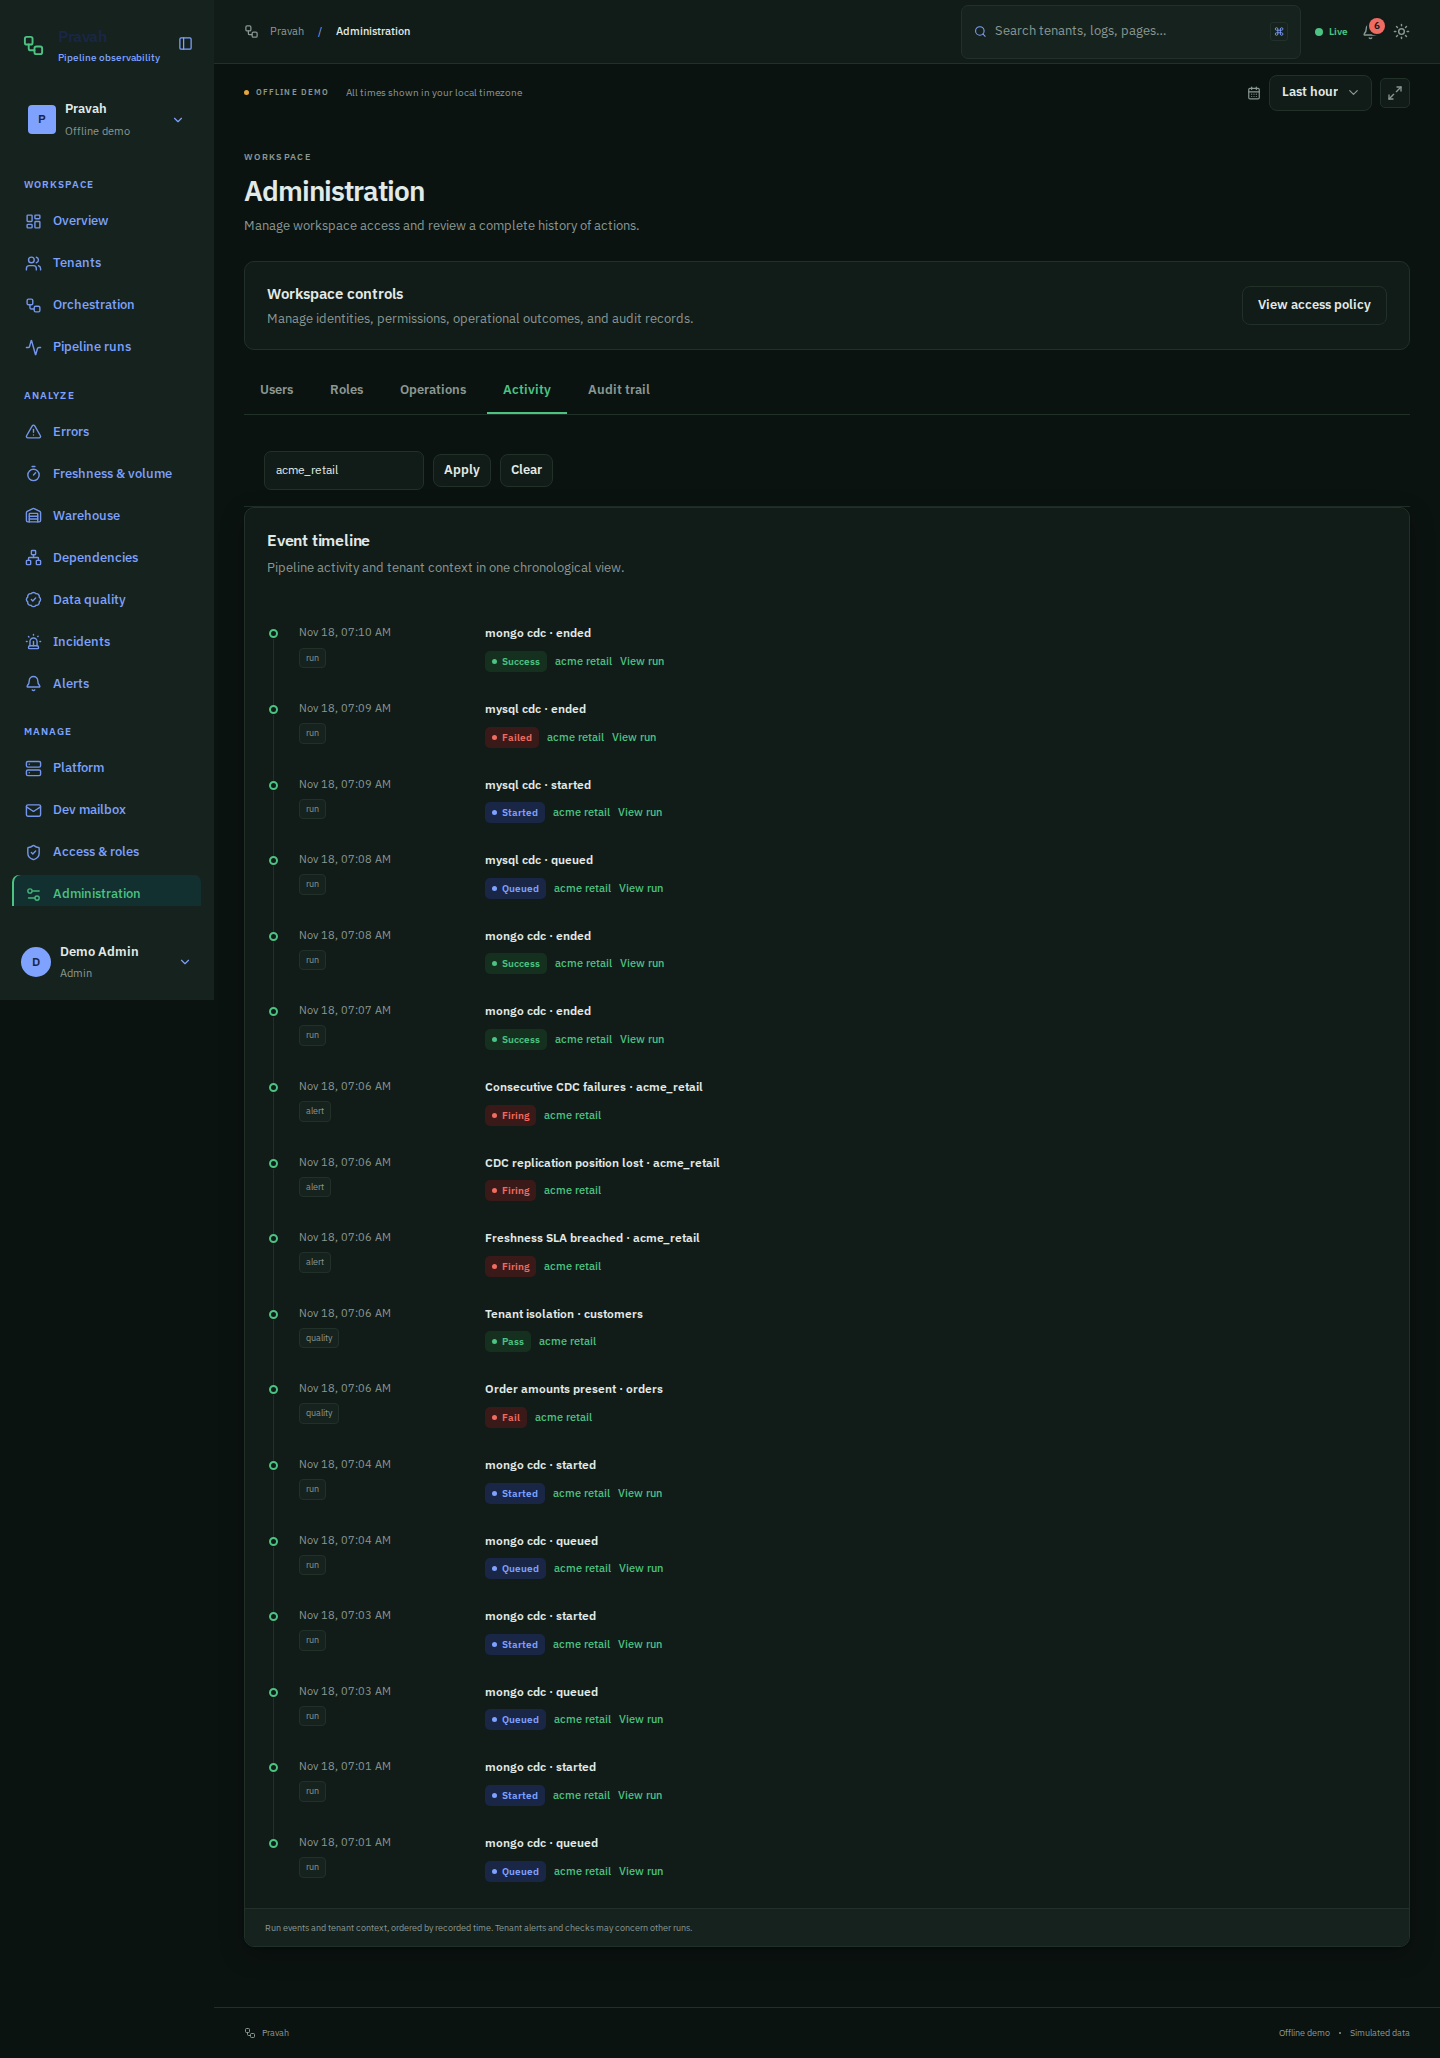 Pravah
Pipeline observability
P
Pravah
Offline demo
WORKSPACE
Overview
Tenants
Orchestration
Pipeline runs
ANALYZE
Errors
Freshness & volume
Warehouse
Dependencies
Data quality
Incidents
Alerts
MANAGE
Platform
Dev mailbox
Access & roles
Administration
D
Demo Admin
Admin
Pravah / Administration
Search tenants, logs, pages... ⌘
Live
6
OFFLINE DEMO All times shown in your local timezone
Last hour
WORKSPACE
Administration
Manage workspace access and review a complete history of actions.
Workspace controls
Manage identities, permissions, operational outcomes, and audit records.
View access policy
Users Roles Operations Activity Audit trail
acme_retail Apply Clear
Event timeline
Pipeline activity and tenant context in one chronological view.
Nov 18, 07:10 AM mongo cdc · ended
run Success acme retail View run
Nov 18, 07:09 AM mysql cdc · ended
run Failed acme retail View run
Nov 18, 07:09 AM mysql cdc · started
run Started acme retail View run
Nov 18, 07:08 AM mysql cdc · queued
run Queued acme retail View run
Nov 18, 07:08 AM mongo cdc · ended
run Success acme retail View run
Nov 18, 07:07 AM mongo cdc · ended
run Success acme retail View run
Nov 18, 07:06 AM Consecutive CDC failures · acme_retail
alert Firing acme retail
Nov 18, 07:06 AM CDC replication position lost · acme_retail
alert Firing acme retail
Nov 18, 07:06 AM Freshness SLA breached · acme_retail
alert Firing acme retail
Nov 18, 07:06 AM Tenant isolation · customers
quality Pass acme retail
Nov 18, 07:06 AM Order amounts present · orders
quality Fail acme retail
Nov 18, 07:04 AM mongo cdc · started
run Started acme retail View run
Nov 18, 07:04 AM mongo cdc · queued
run Queued acme retail View run
Nov 18, 07:03 AM mongo cdc · started
run Started acme retail View run
Nov 18, 07:03 AM mongo cdc · queued
run Queued acme retail View run
Nov 18, 07:01 AM mongo cdc · started
run Started acme retail View run
Nov 18, 07:01 AM mongo cdc · queued
run Queued acme retail View run
Run events and tenant context, ordered by recorded time. Tenant alerts and checks may concern other runs.
Pravah
Offline demo · Simulated data